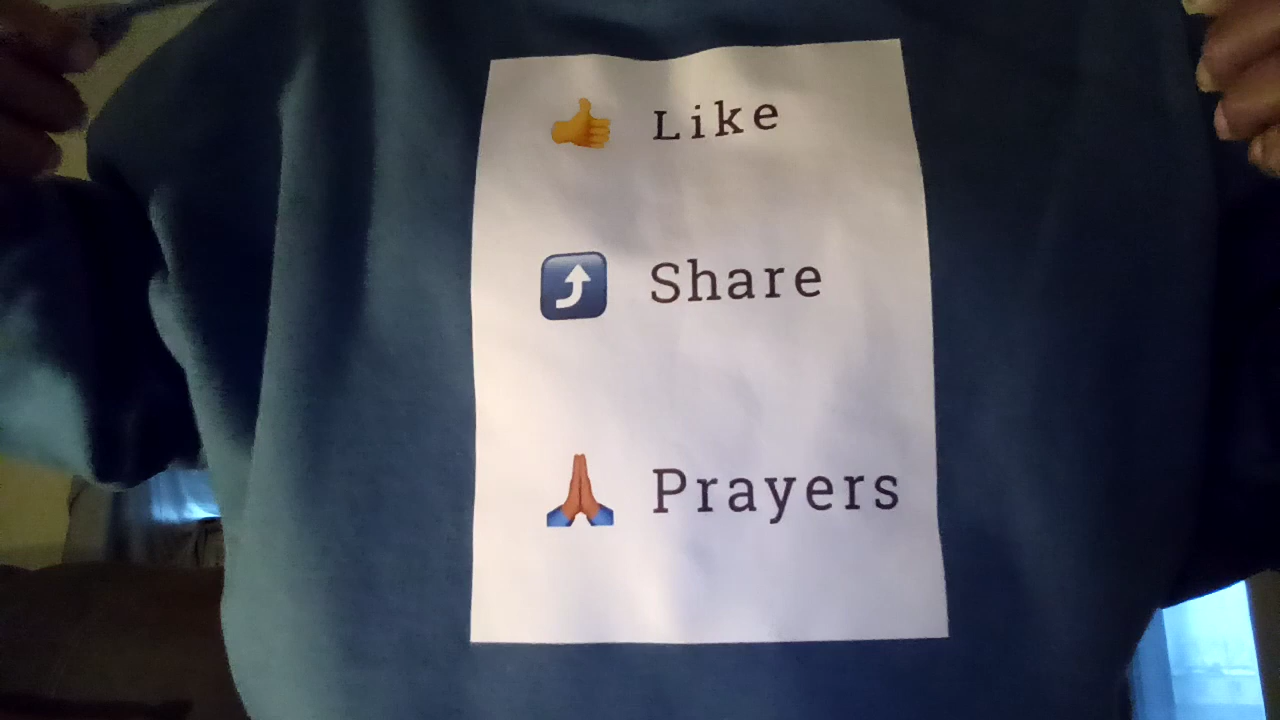 👍 Like
⤴️ Share
🙏🏽 Prayers